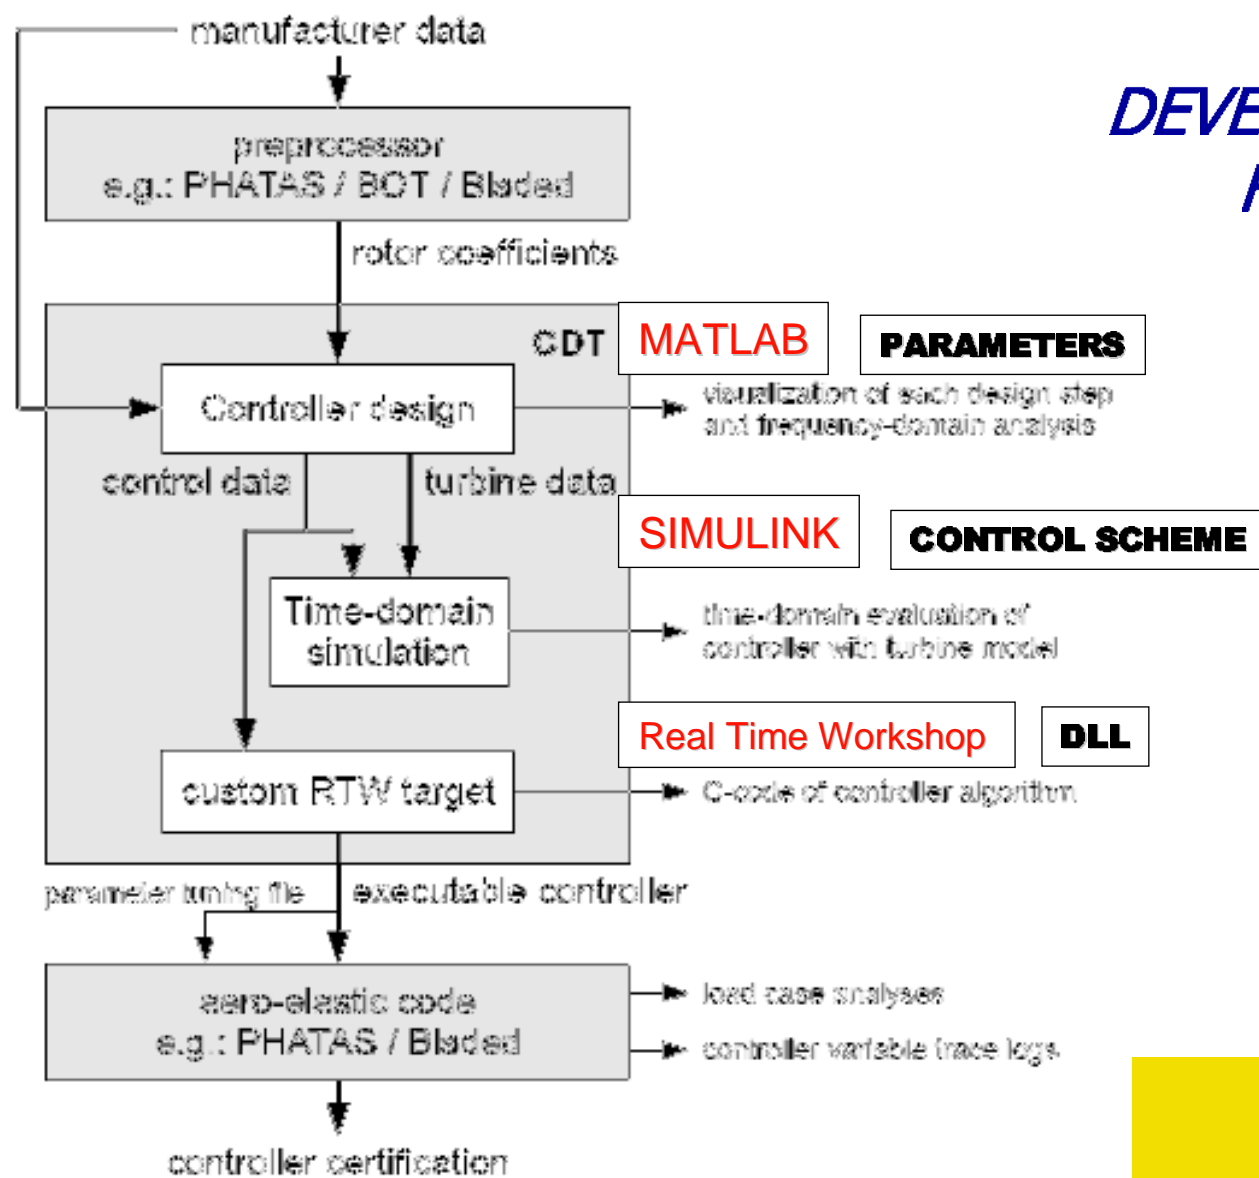 manufacturer data
DEVE
preprocessor
e.g.: PHATAS / BOT / Bladed
rotor coefficients
CDT
MATLAB
PARAMETERS
Controller design
visualization of each design step
and frequency-domain analysis
control data
turbine data
SIMULINK
CONTROL SCHEME
Time-domain
simulation
time-domain evaluation of
controller with turbine model
Real Time Workshop
DLL
custom RTW target
C-code of controller algorithm
parameter tuning file
executable controller
aero-elastic code
e.g.: PHATAS / Bladed
load case analyses
controller variable trace logs
controller certification